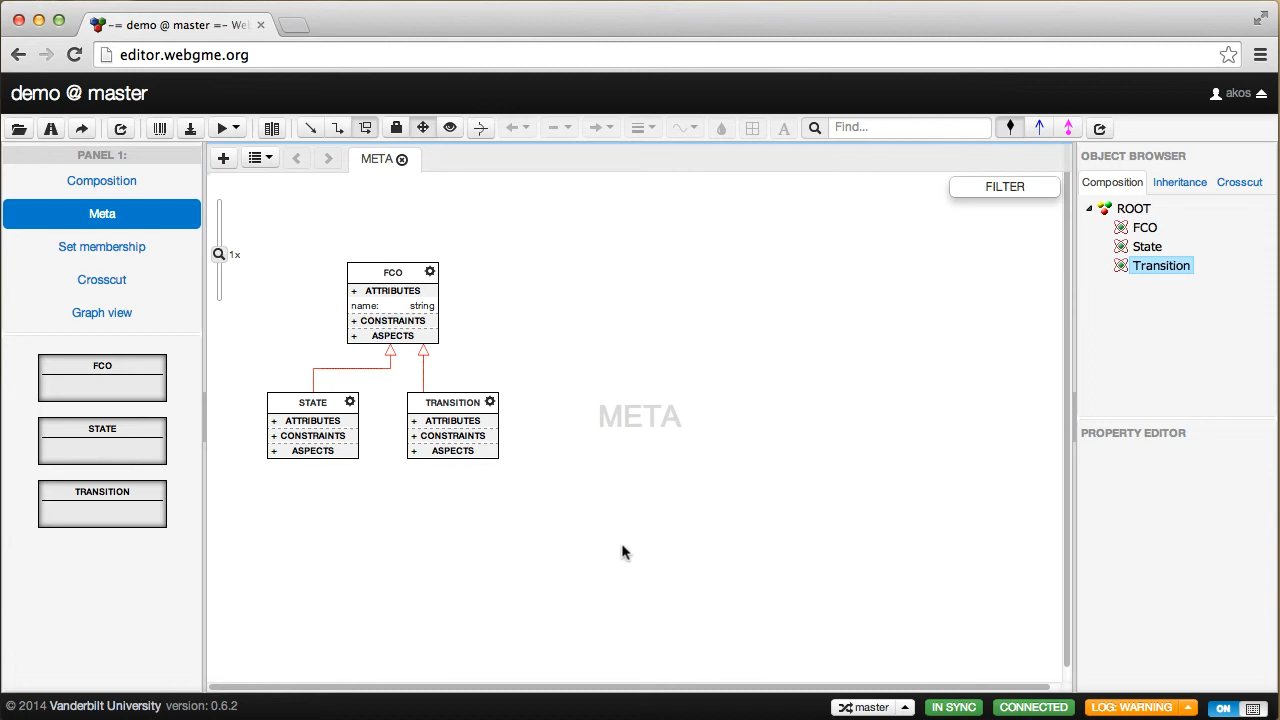 -= demo @ master =- We
editor.webgme.org
demo @ master
akos
Find...
PANEL 1:
Composition
Meta
Set membership
Crosscut
Graph view
FCO
STATE
TRANSITION
META
FILTER
1x
FCO
+ ATTRIBUTES
name: string
+ CONSTRAINTS
+ ASPECTS
STATE
+ ATTRIBUTES
+ CONSTRAINTS
+ ASPECTS
TRANSITION
+ ATTRIBUTES
+ CONSTRAINTS
+ ASPECTS
META
OBJECT BROWSER
Composition Inheritance Crosscut
ROOT
FCO
State
Transition
PROPERTY EDITOR
© 2014 Vanderbilt University version: 0.6.2
master
IN SYNC
CONNECTED
LOG: WARNING
ON